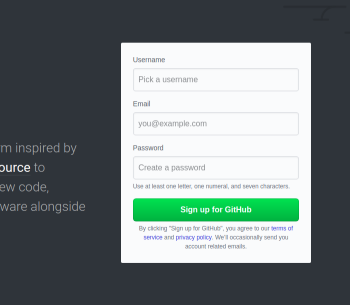 Username
Pick a username
Email
you@example.com
rm inspired by
Password
ource to
Create a password
ew code,
Use at least one letter, one numeral, and seven characters.
ware alongside
Sign up for GitHub
By clicking "Sign up for GitHub", you agree to our terms of
service and privacy policy. We'll occasionally send you
account related emails.